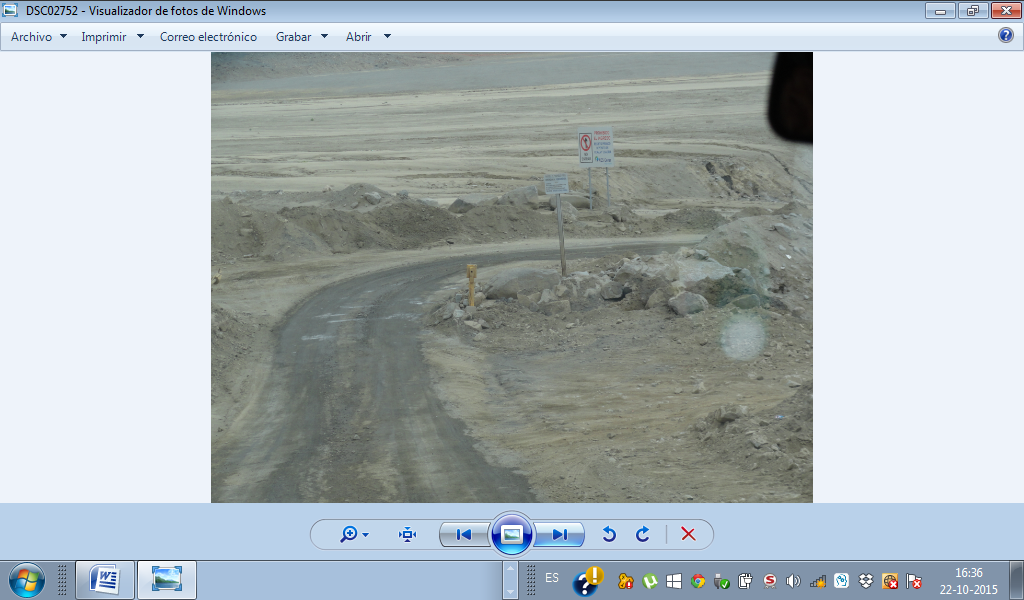 DSC02752 - Visualizador de fotos de Windows
Archivo Imprimir Correo electrónico Grabar Abrir
ES
16:36
22-10-2015